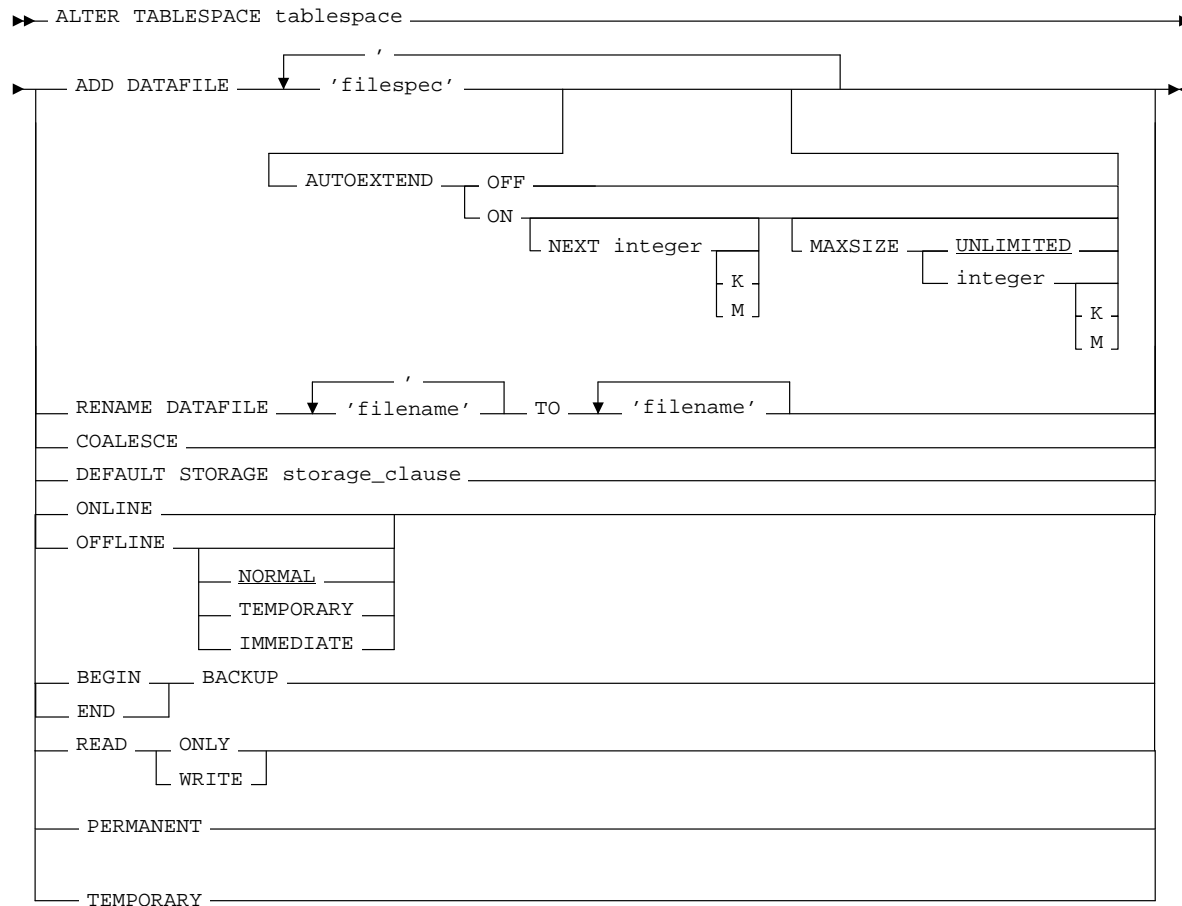 ALTER TABLESPACE tablespace
,
ADD DATAFILE 'filespec'
AUTOEXTEND OFF
ON
NEXT integer MAXSIZE UNLIMITED
integer
K
M
K
M
,
RENAME DATAFILE 'filename' TO 'filename'
COALESCE
DEFAULT STORAGE storage_clause
ONLINE
OFFLINE
NORMAL
TEMPORARY
IMMEDIATE
BEGIN BACKUP
END
READ ONLY
WRITE
PERMANENT
TEMPORARY